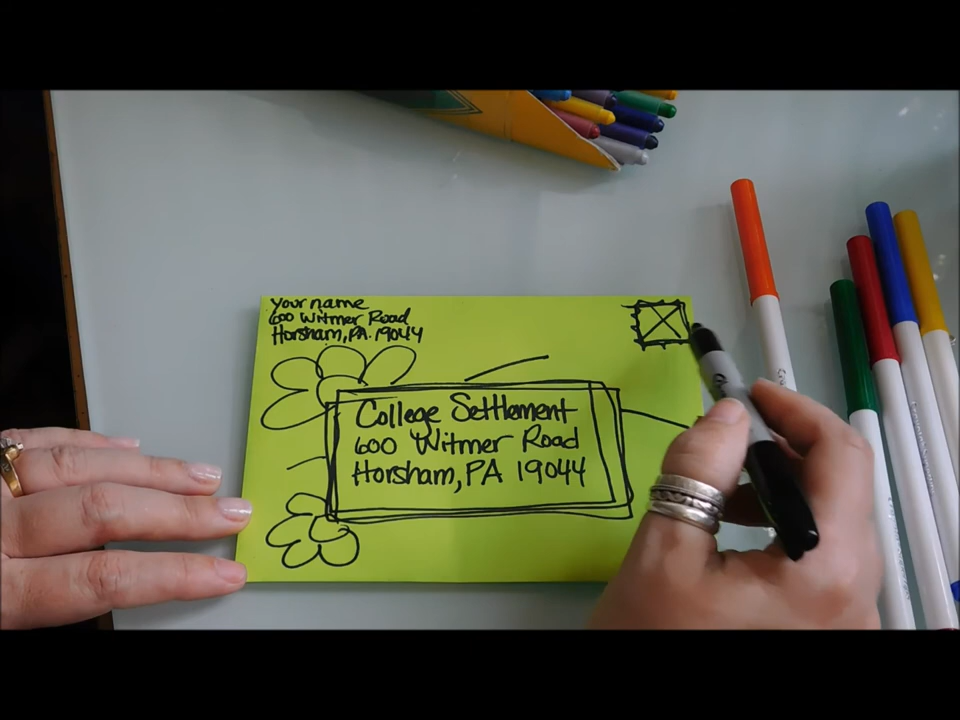 your name
600 Witmer Road
Horsham, PA. 19044
College Settlement
600 Witmer Road
Horsham, PA 19044